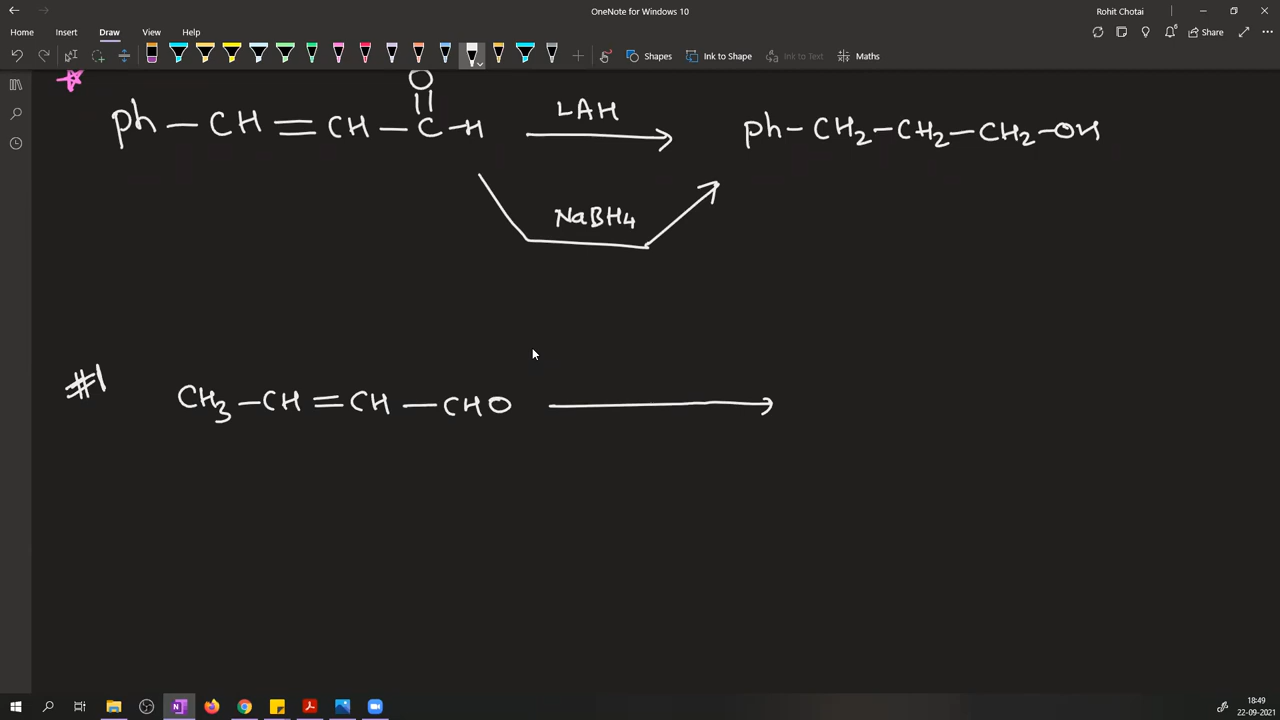 OneNote for Windows 10
Rohit Chotai
Home Insert Draw View Help
Share
Shapes Ink to Shape Ink to Text Maths
O
Ph — CH = CH — C — H LAH Ph — CH2 — CH2 — CH2 — OH
NaBH4
#1 CH3 — CH = CH — CHO
18:49
22-09-2021